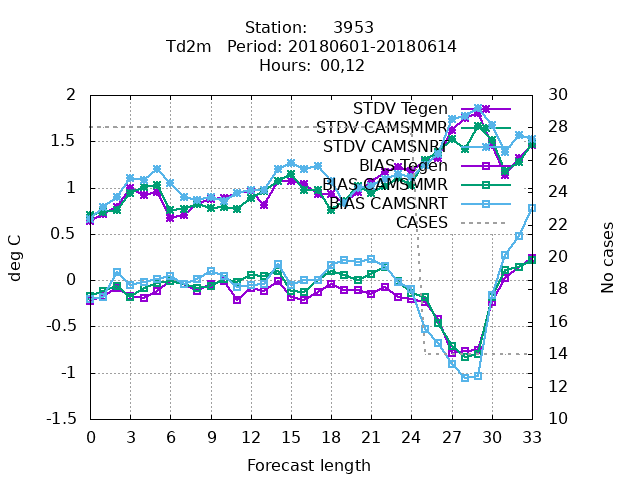 Station: 3953
Td2m Period: 20180601-20180614
Hours: 00,12
STDV Tegen
STDV CAMSMMR
STDV CAMSNRT
BIAS Tegen
BIAS CAMSMMR
BIAS CAMSNRT
CASES
2
1.5
1
0.5
0
-0.5
-1
-1.5
deg C
30
28
26
24
22
20
18
16
14
12
10
No cases
0 3 6 9 12 15 18 21 24 27 30 33
Forecast length